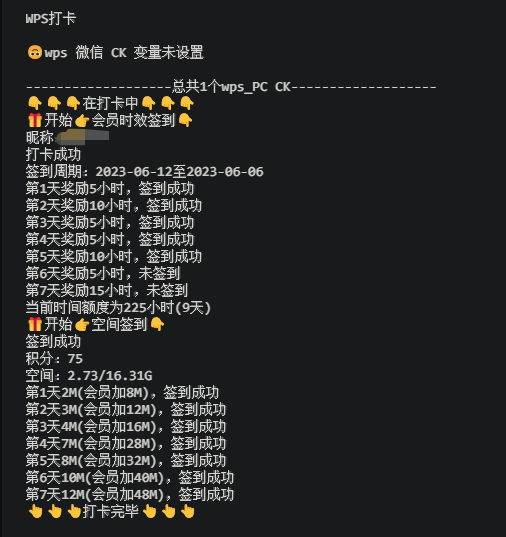 WPS打卡
🙃wps 微信 CK 变量未设置
-------------------总共1个wps_PC CK-------------------
👇👇👇在打卡中👇👇👇
🎁开始👉会员时效签到👇
昵称
打卡成功
签到周期：2023-06-12至2023-06-06
第1天奖励5小时，签到成功
第2天奖励10小时，签到成功
第3天奖励5小时，签到成功
第4天奖励5小时，签到成功
第5天奖励10小时，签到成功
第6天奖励5小时，未签到
第7天奖励15小时，未签到
当前时间额度为225小时(9天)
🎁开始👉空间签到👇
签到成功
积分：75
空间：2.73/16.31G
第1天2M(会员加8M)，签到成功
第2天3M(会员加12M)，签到成功
第3天4M(会员加16M)，签到成功
第4天7M(会员加28M)，签到成功
第5天8M(会员加32M)，签到成功
第6天10M(会员加40M)，签到成功
第7天12M(会员加48M)，签到成功
👆👆👆打卡完毕👆👆👆